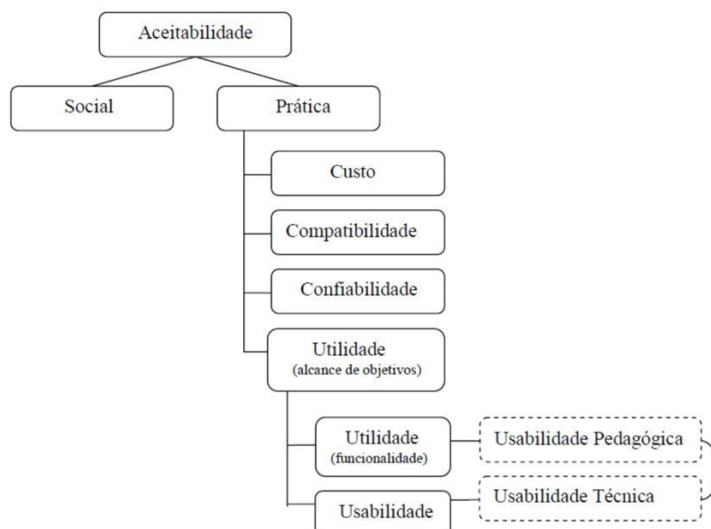 Aceitabilidade
Social
Prática
Custo
Compatibilidade
Confiabilidade
Utilidade
(alcance de objetivos)
Utilidade
(funcionalidade)
Usabilidade Pedagógica
Usabilidade
Usabilidade Técnica